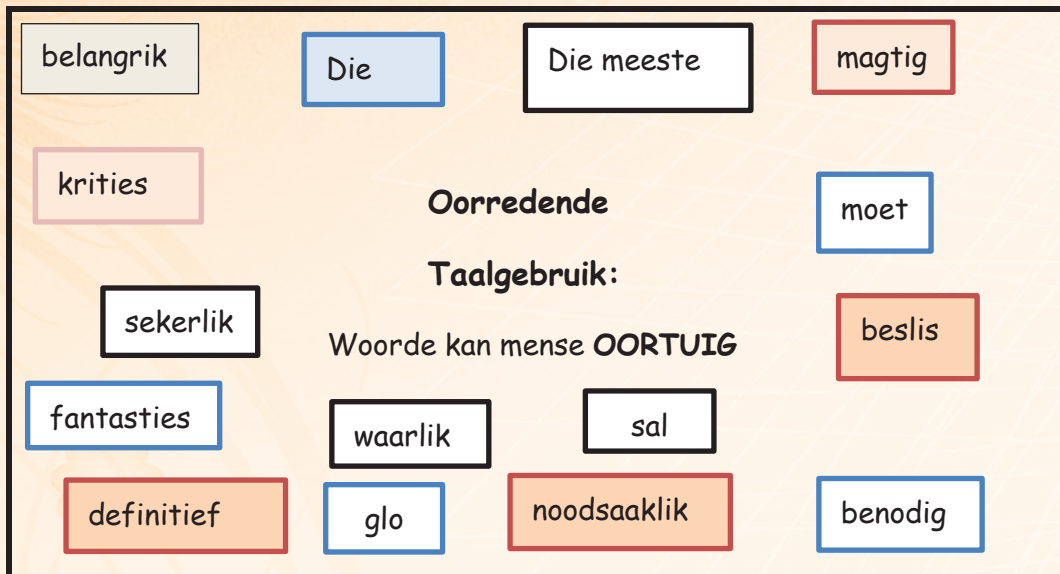 belangrik
Die
Die meeste
magtig
krities
Oorredende
moet
Taalgebruik:
sekerlik
Woorde kan mense OORTUIG
beslis
fantasties
waarlik
sal
definitief
glo
noodsaaklik
benodig